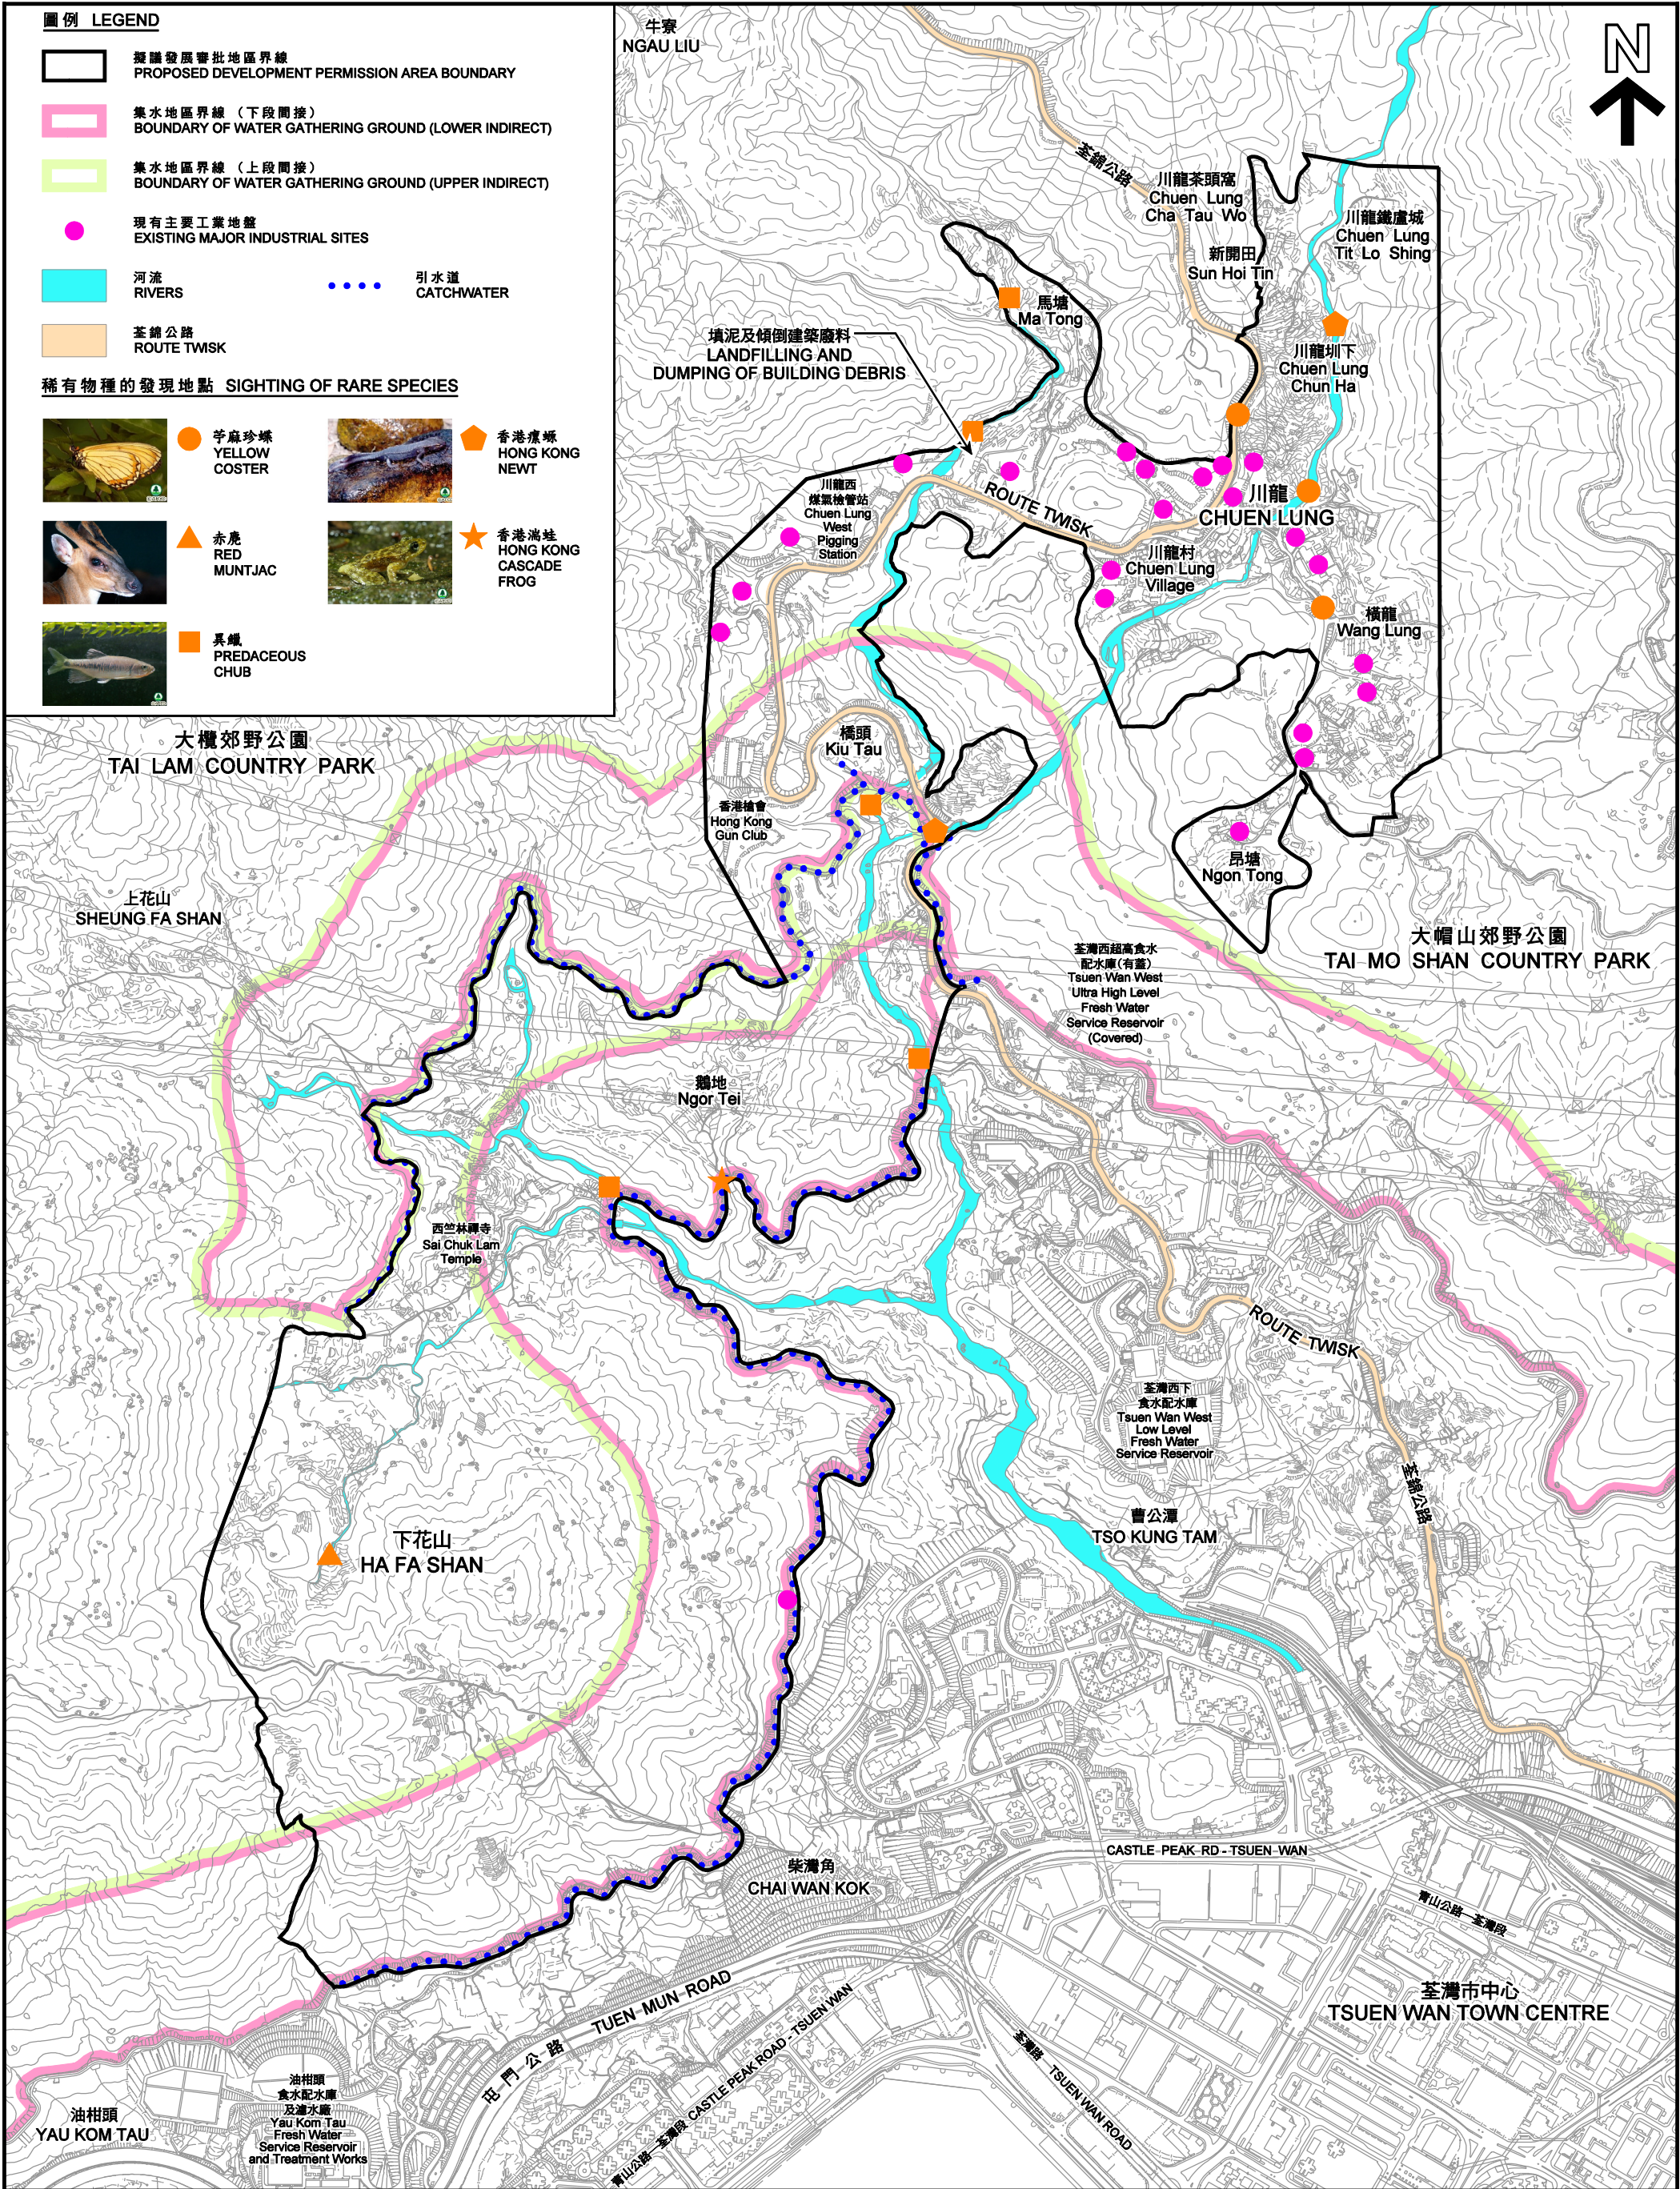 圖例 LEGEND
擬議發展審批地區界線
PROPOSED DEVELOPMENT PERMISSION AREA BOUNDARY
集水地區界線 （下段間接）
BOUNDARY OF WATER GATHERING GROUND (LOWER INDIRECT)
集水地區界線 （上段間接）
BOUNDARY OF WATER GATHERING GROUND (UPPER INDIRECT)
現有主要工業地盤
EXISTING MAJOR INDUSTRIAL SITES
河流
RIVERS
引水道
CATCHWATER
荃錦公路
ROUTE TWISK
稀有物種的發現地點 SIGHTING OF RARE SPECIES
苧麻珍蝶
YELLOW
COSTER
香港瘰螈
HONG KONG
NEWT
赤麂
RED
MUNTJAC
香港湍蛙
HONG KONG
CASCADE
FROG
異鱲
PREDACEOUS
CHUB
N
牛寮
NGAU LIU
荃錦公路
川龍茶頭窩
Chuen Lung
Cha Tau Wo
川龍鐵盧城
Chuen Lung
Tit Lo Shing
新開田
Sun Hoi Tin
馬塘
Ma Tong
填泥及傾倒建築廢料
LANDFILLING AND
DUMPING OF BUILDING DEBRIS
川龍圳下
Chuen Lung
Chun Ha
川龍西
煤氣檢管站
Chuen Lung
West
Pigging
Station
ROUTE TWISK
川龍
CHUEN LUNG
川龍村
Chuen Lung
Village
橫龍
Wang Lung
大欖郊野公園
TAI LAM COUNTRY PARK
橋頭
Kiu Tau
香港槍會
Hong Kong
Gun Club
昂塘
Ngon Tong
上花山
SHEUNG FA SHAN
大帽山郊野公園
TAI MO SHAN COUNTRY PARK
荃灣西超高食水
配水庫(有蓋)
Tsuen Wan West
Ultra High Level
Fresh Water
Service Reservoir
(Covered)
鵝地
Ngor Tei
西竺林禪寺
Sai Chuk Lam
Temple
ROUTE TWISK
荃灣西下
食水配水庫
Tsuen Wan West
Low Level
Fresh Water
Service Reservoir
荃錦公路
曹公潭
TSO KUNG TAM
下花山
HA FA SHAN
CASTLE PEAK RD - TSUEN WAN
柴灣角
CHAI WAN KOK
青山公路—荃灣段
荃灣市中心
TSUEN WAN TOWN CENTRE
屯門公路 TUEN MUN ROAD
青山公路—荃灣段 CASTLE PEAK ROAD - TSUEN WAN
荃灣路 TSUEN WAN ROAD
油柑頭
YAU KOM TAU
油柑頭
食水配水庫
及濾水廠
Yau Kom Tau
Fresh Water
Service Reservoir
and Treatment Works